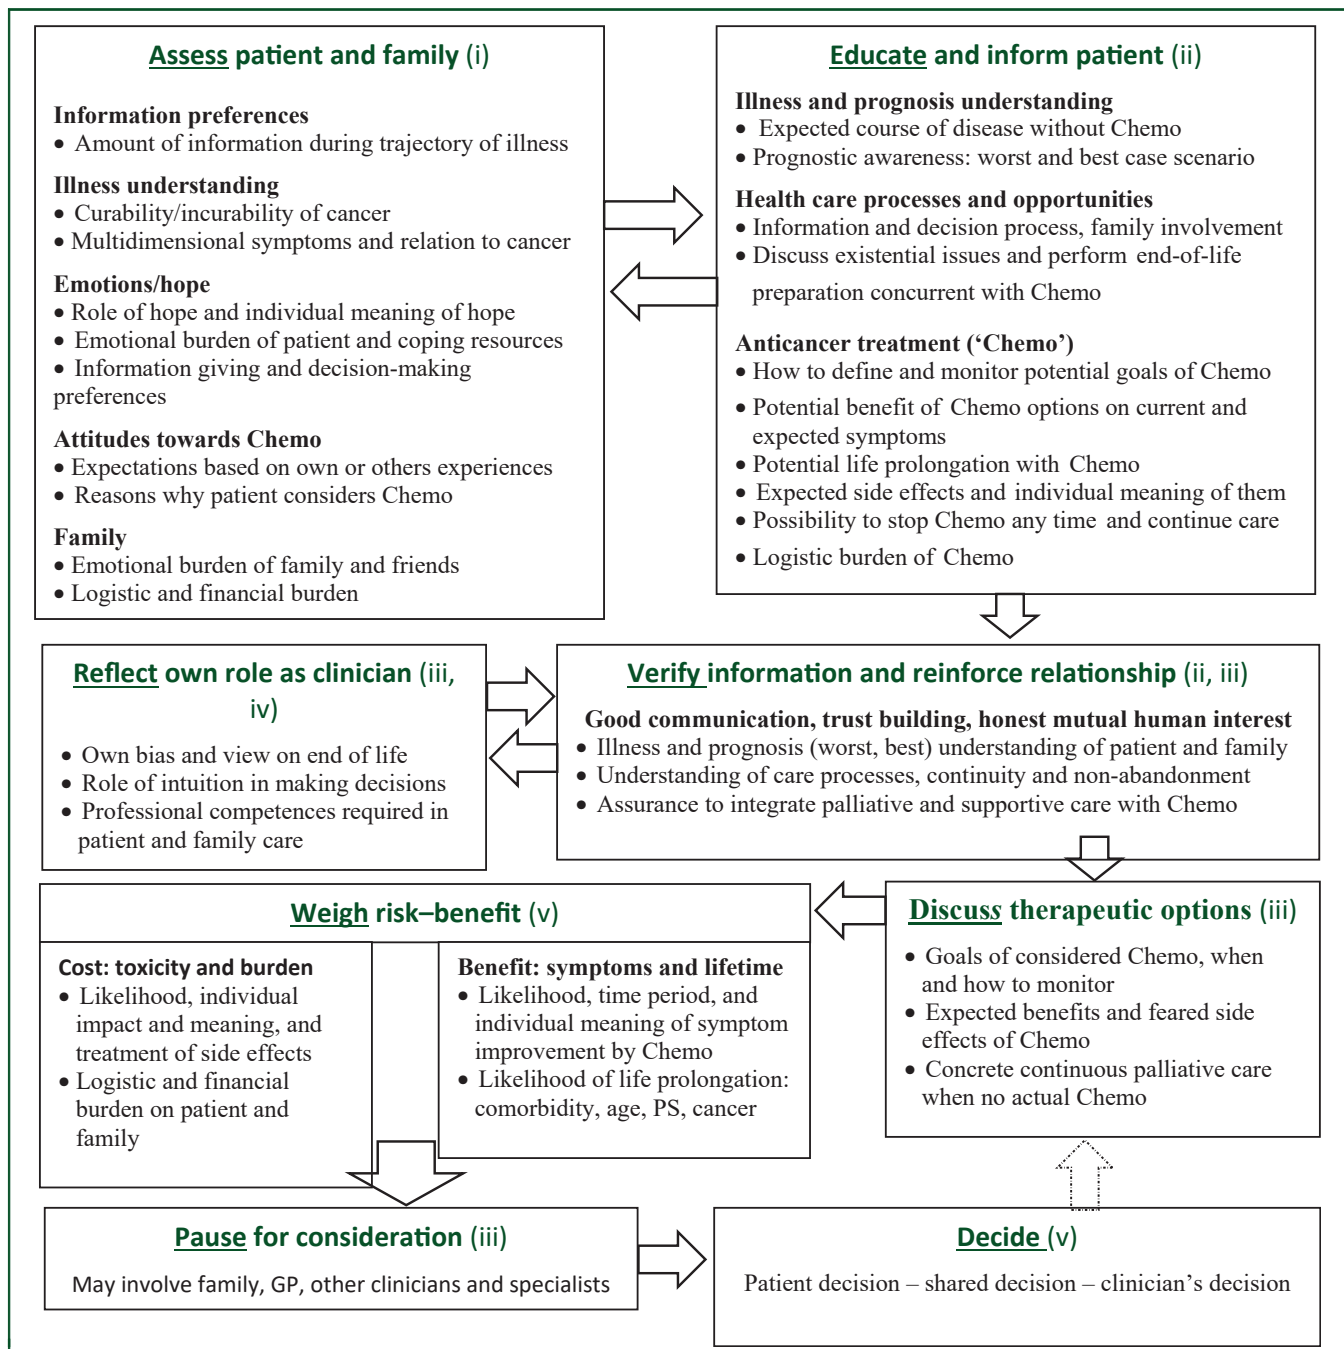 Assess patient and family (i)
Information preferences
• Amount of information during trajectory of illness
Illness understanding
• Curability/incurability of cancer
• Multidimensional symptoms and relation to cancer
Emotions/hope
• Role of hope and individual meaning of hope
• Emotional burden of patient and coping resources
• Information giving and decision-making
preferences
Attitudes towards Chemo
• Expectations based on own or others experiences
• Reasons why patient considers Chemo
Family
• Emotional burden of family and friends
• Logistic and financial burden
Educate and inform patient (ii)
Illness and prognosis understanding
• Expected course of disease without Chemo
• Prognostic awareness: worst and best case scenario
Health care processes and opportunities
• Information and decision process, family involvement
• Discuss existential issues and perform end-of-life
preparation concurrent with Chemo
Anticancer treatment (‘Chemo’)
• How to define and monitor potential goals of Chemo
• Potential benefit of Chemo options on current and
expected symptoms
• Potential life prolongation with Chemo
• Expected side effects and individual meaning of them
• Possibility to stop Chemo any time and continue care
• Logistic burden of Chemo
Reflect own role as clinician (iii,
iv)
• Own bias and view on end of life
• Role of intuition in making decisions
• Professional competences required in
patient and family care
Verify information and reinforce relationship (ii, iii)
Good communication, trust building, honest mutual human interest
• Illness and prognosis (worst, best) understanding of patient and family
• Understanding of care processes, continuity and non-abandonment
• Assurance to integrate palliative and supportive care with Chemo
Weigh risk–benefit (v)
Cost: toxicity and burden
• Likelihood, individual
impact and meaning, and
treatment of side effects
• Logistic and financial
burden on patient and
family
Benefit: symptoms and lifetime
• Likelihood, time period, and
individual meaning of symptom
improvement by Chemo
• Likelihood of life prolongation:
comorbidity, age, PS, cancer
Discuss therapeutic options (iii)
• Goals of considered Chemo, when
and how to monitor
• Expected benefits and feared side
effects of Chemo
• Concrete continuous palliative care
when no actual Chemo
Pause for consideration (iii)
May involve family, GP, other clinicians and specialists
Decide (v)
Patient decision – shared decision – clinician’s decision